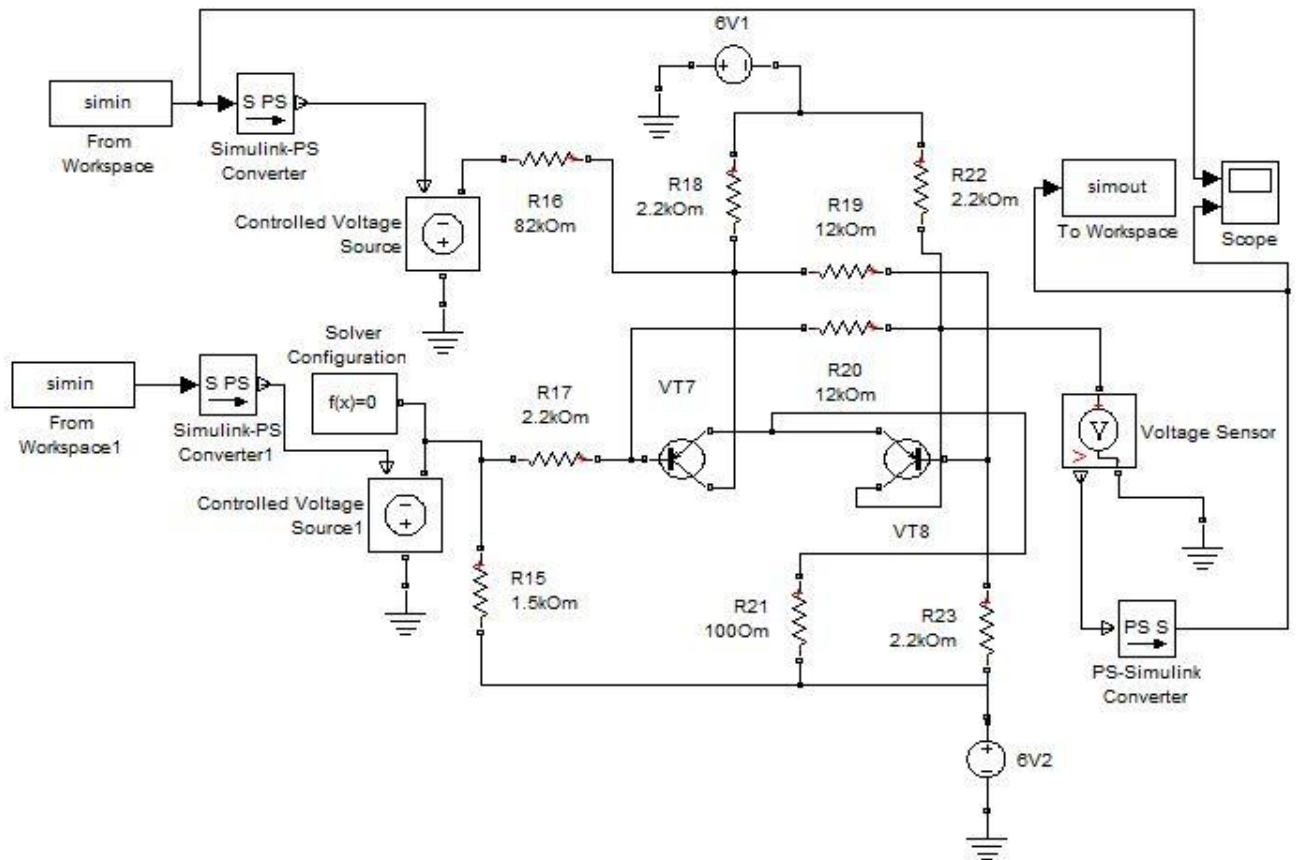 6V1
simin
S PS
From
Workspace
Simulink-PS
Converter
R16
82kOm
R18
2.2kOm
R22
2.2kOm
R19
12kOm
simout
To Workspace
Scope
Controlled Voltage
Source
Solver
Configuration
f(x)=0
R20
12kOm
simin
S PS
From
Workspace1
Simulink-PS
Converter1
R17
2.2kOm
VT7
V
Voltage Sensor
Controlled Voltage
Source1
VT8
R15
1.5kOm
R21
100Om
R23
2.2kOm
PS S
PS-Simulink
Converter
6V2